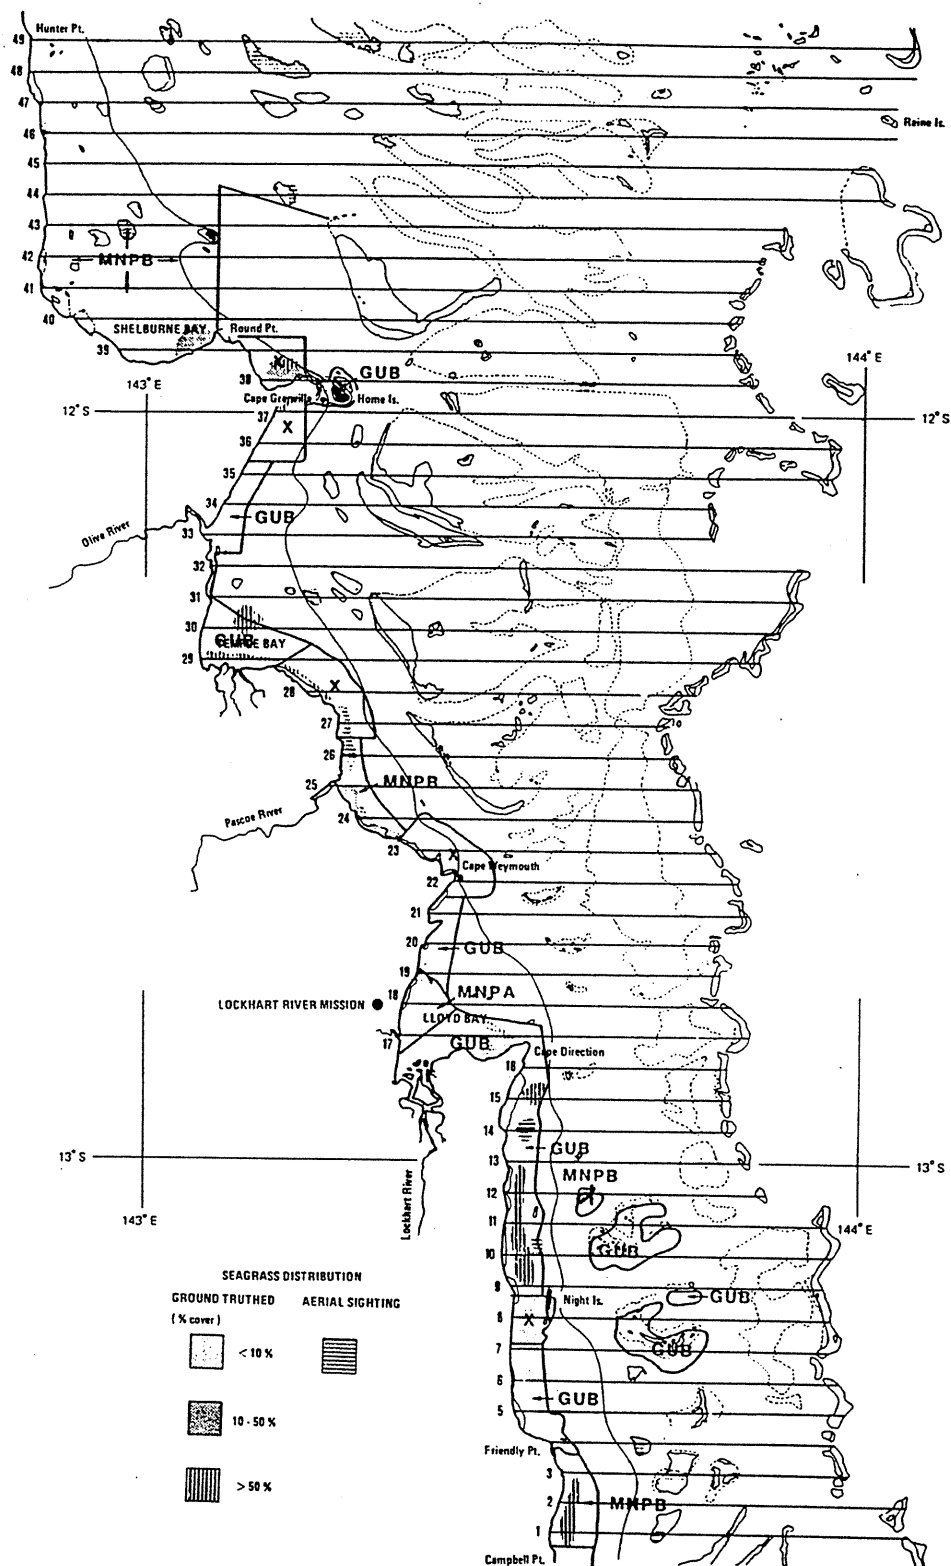 Hunter Pt.
49
48
47
Raine Is.
46
45
44
43
42
MNPB
41
40
SHELBURNE BAY
Round Pt.
39
144° E
GUB
38
143° E
Cape Grenville
Home Is.
12° S
37
12° S
X
36
35
34
GUB
Olive River
33
32
31
30
GUB
TEMPLE BAY
29
28
X
27
26
25
MNPB
Pascoe River
24
23
X
Cape Weymouth
22
21
20
GUB
19
18
MNPA
LOCKHART RIVER MISSION
LLOYD BAY
17
GUB
Cape Direction
16
15
14
GUB
13° S
13
13° S
MNPB
12
Lockhart River
143° E
11
144° E
GUB
10
SEAGRASS DISTRIBUTION
9
GROUND TRUTHED
AERIAL SIGHTING
Night Is.
GUB
(% cover)
8
X
<10 %
7
GUB
6
GUB
5
10 - 50 %
Friendly Pt.
3
> 50 %
2
MNPB
1
Campbell Pt.